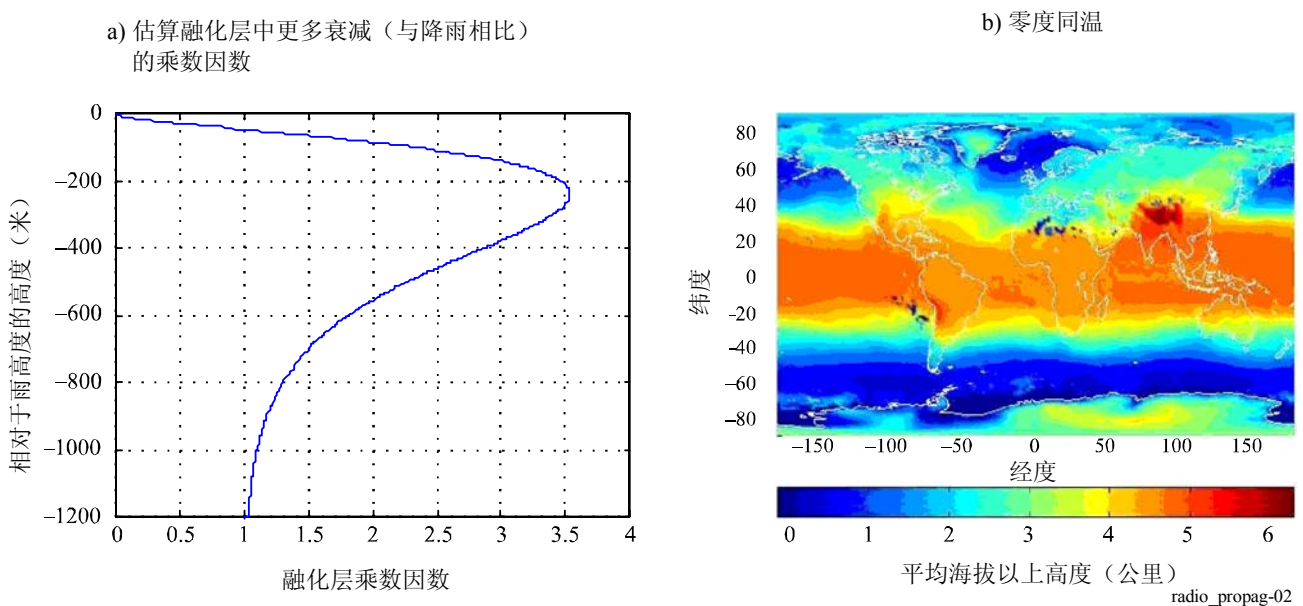 a) 估算融化层中更多衰减（与降雨相比）
的乘数因数
b) 零度同温
0
–200
–400
–600
–800
–1000
–1200
0 0.5 1 1.5 2 2.5 3 3.5 4
相对于雨高度的高度（米）
融化层乘数因数
80
60
40
20
0
–20
–40
–60
–80
纬度
–150 –100 –50 0 50 100 150
经度
0 1 2 3 4 5 6
平均海拔以上高度（公里）
radio_propag-02